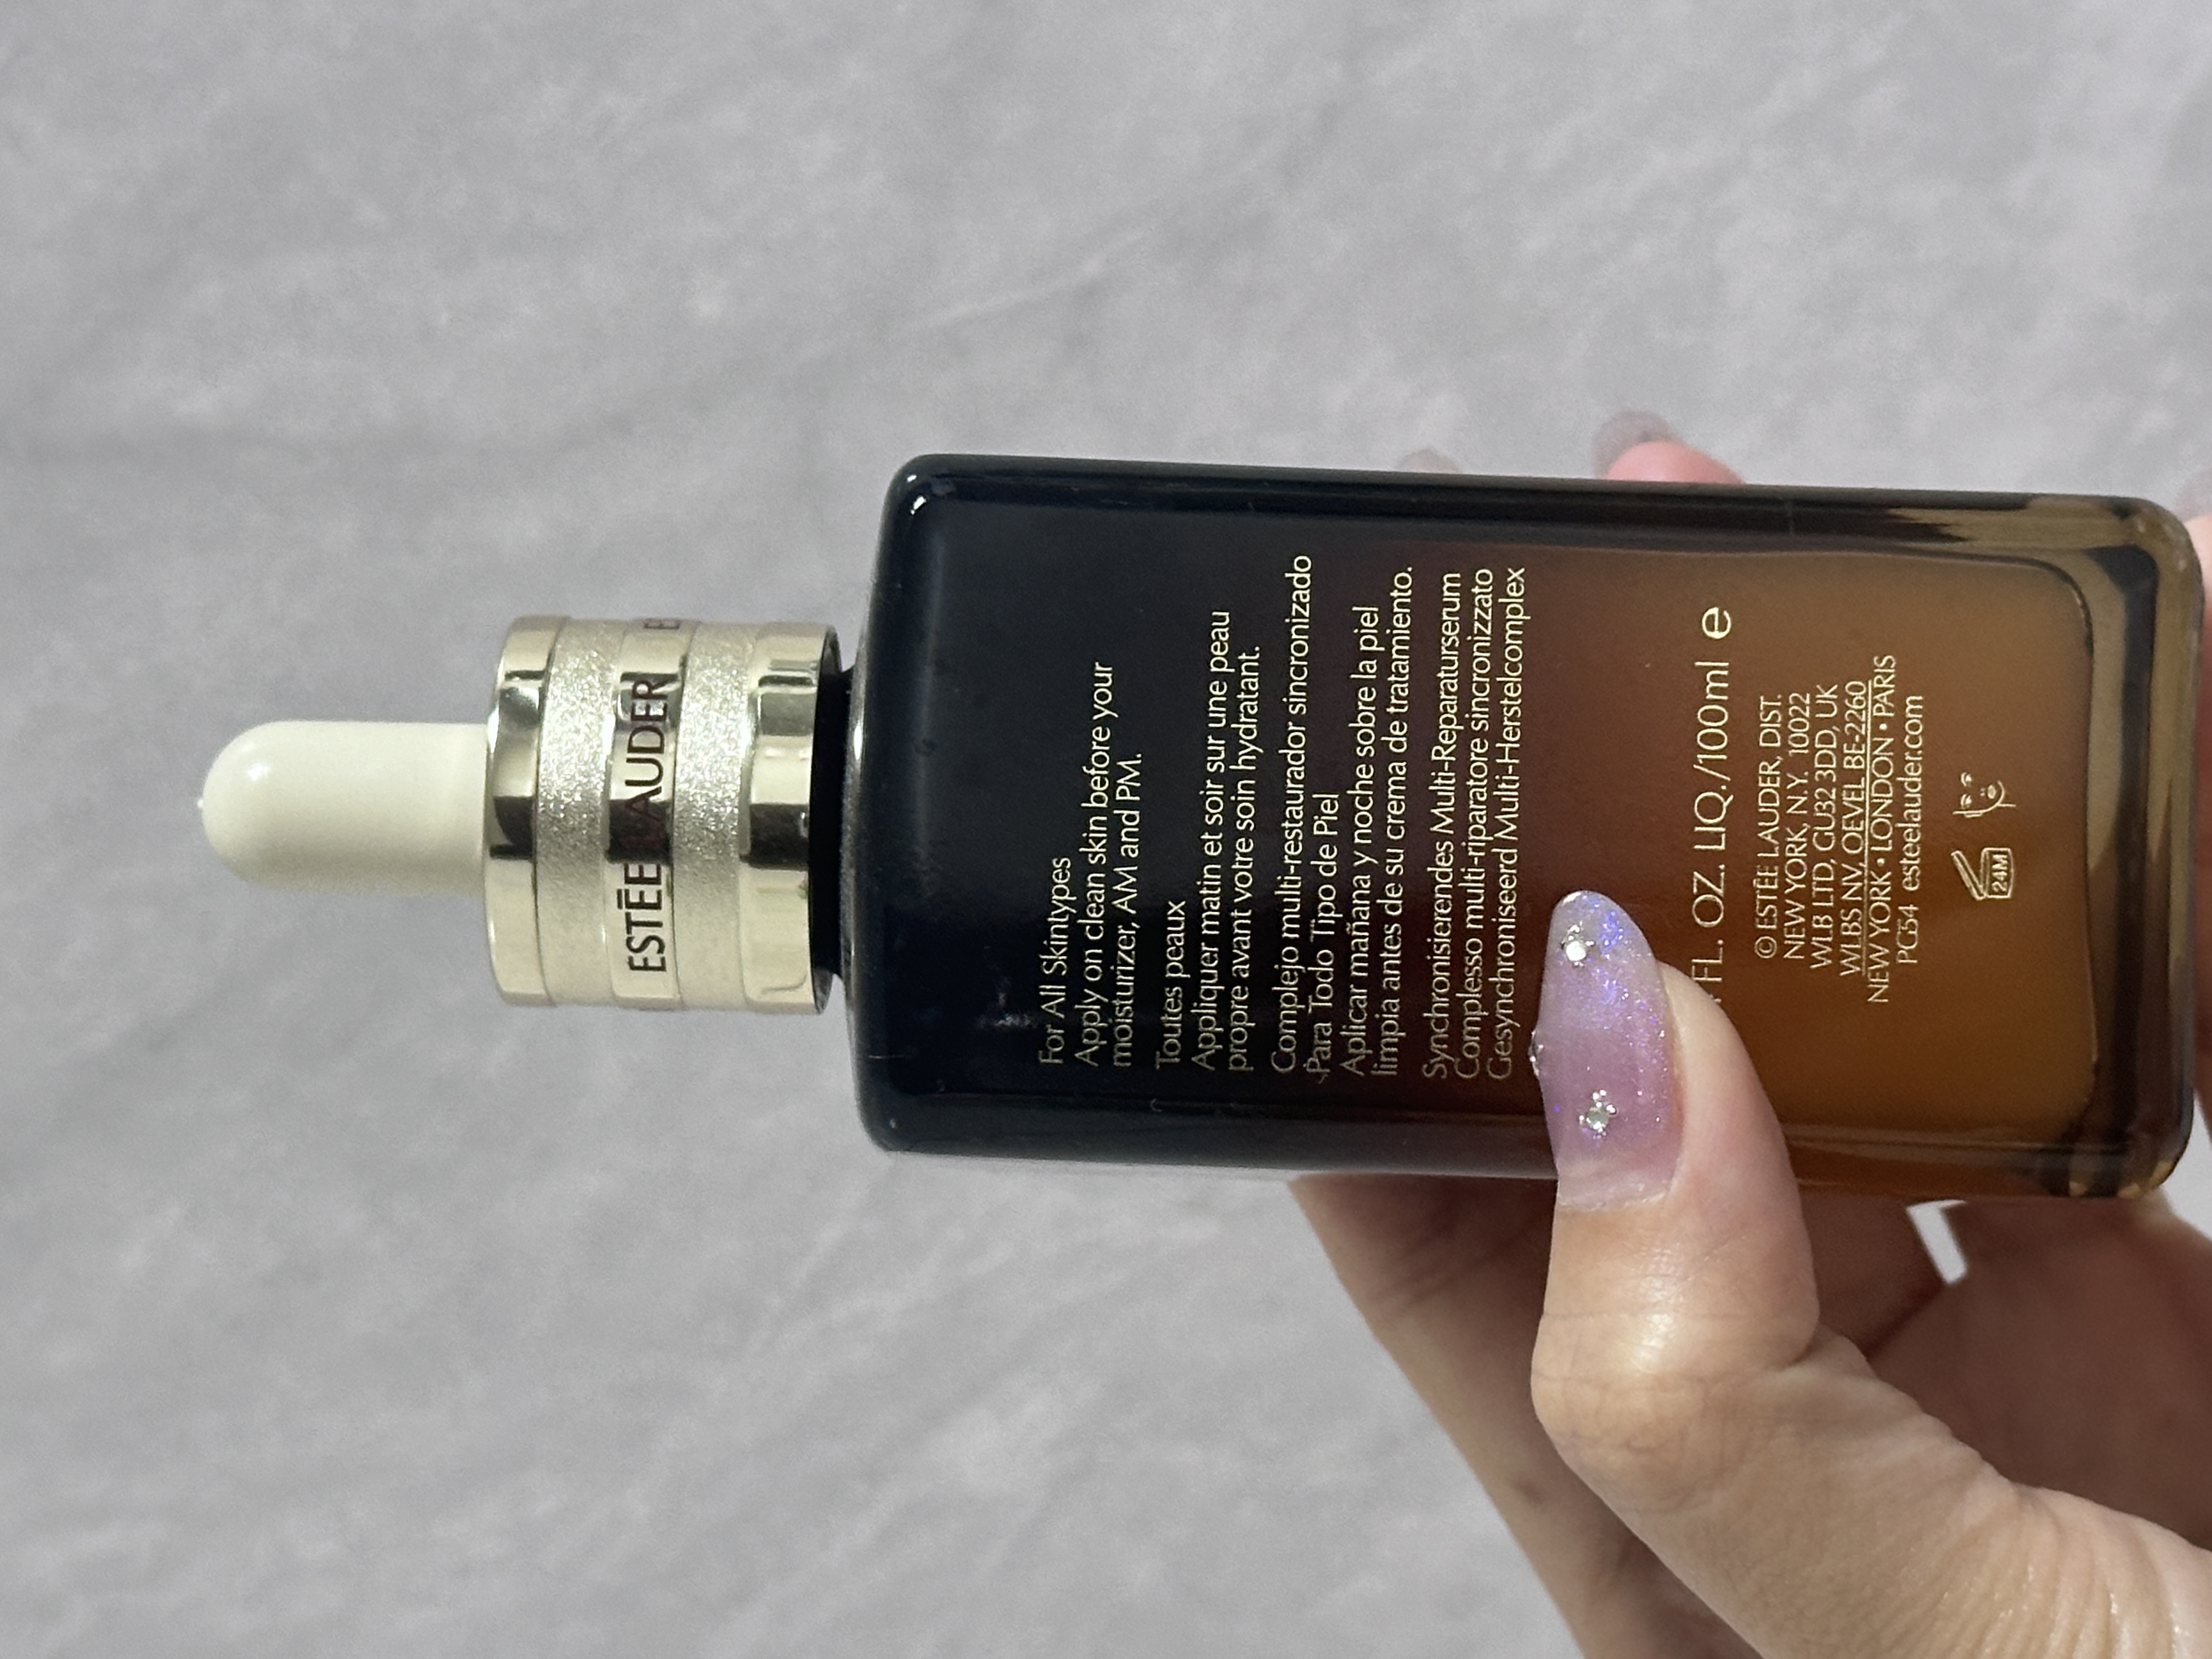 ESTĒE LAUDER
For All Skintypes
Apply on clean skin before your
moisturizer, AM and PM.
Toutes peaux
Appliquer matin et soir sur une peau
propre avant votre soin hydratant.
Complejo multi-restaurador sincronizado
Para Todo Tipo de Piel
Aplicar mañana y noche sobre la piel
limpia antes de su crema de tratamiento.
Synchronisierendes Multi-Reparaturserum
Complesso multi-riparatore sincronizzato
Gesynchroniseerd Multi-Herstelcomplex
FL. OZ. LIQ./100ml ℮
© ESTĒE LAUDER, DIST.
NEW YORK, N.Y. 10022
WLB LTD, GU32 3DD, UK
WLBS NV, OEVEL BE-2260
NEW YORK • LONDON • PARIS
PG54 esteelauder.com
24M